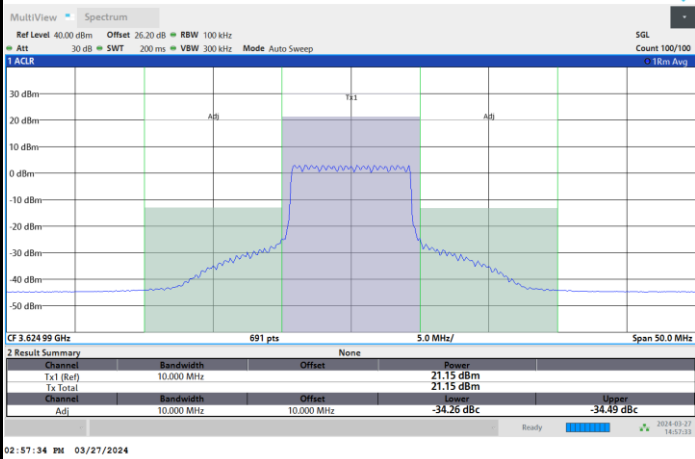 MultiView Spectrum
Ref Level 40.00 dBm Offset 26.20 dB RBW 100 kHz SGL
Att 30 dB SWT 200 ms VBW 300 kHz Mode Auto Sweep Count 100/100
1 ACLR 1Rm Avg
30 dBm
Tx1
20 dBm Adj Adj
10 dBm
0 dBm
-10 dBm
-20 dBm
-30 dBm
-40 dBm
-50 dBm
CF 3.624 99 GHz 691 pts 5.0 MHz/ Span 50.0 MHz
2 Result Summary None
Channel Bandwidth Offset Power
Tx1 (Ref) 10.000 MHz 21.15 dBm
Tx Total 21.15 dBm
Channel Bandwidth Offset Lower Upper
Adj 10.000 MHz 10.000 MHz -34.26 dBc -34.49 dBc
Ready 2024-03-27
14:57:33
02:57:34 PM 03/27/2024